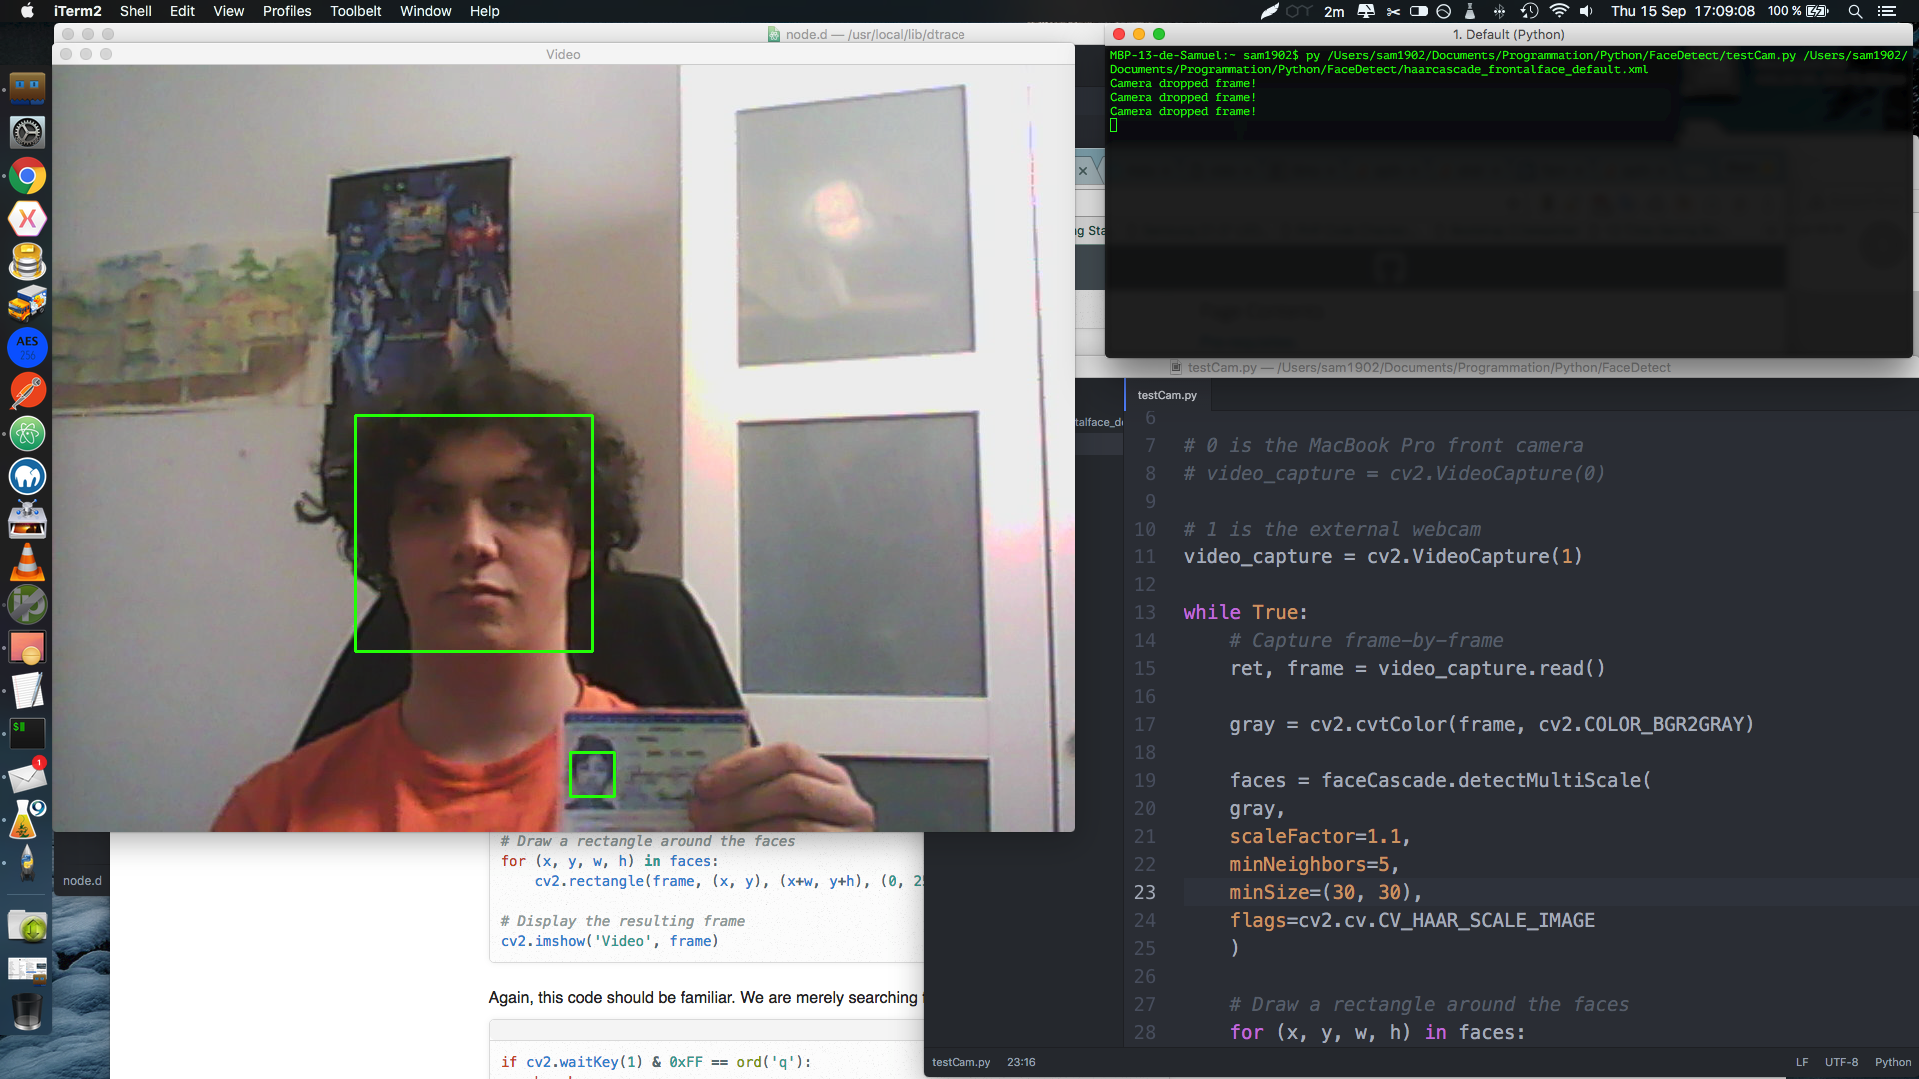 iTerm2 Shell Edit View Profiles Toolbelt Window Help
2m
100 % Thu 15 Sep 17:09:08
node.d — /usr/local/lib/dtrace
Video
1. Default (Python)
MBP-13-de-Samuel:~ sam1902$ py /Users/sam1902/Documents/Programmation/Python/FaceDetect/testCam.py /Users/sam1902/
Documents/Programmation/Python/FaceDetect/haarcascade_frontalface_default.xml
Camera dropped frame!
Camera dropped frame!
Camera dropped frame!
ng Sta
AES
256
testCam.py — /Users/sam1902/Documents/Programmation/Python/FaceDetect
testCam.py
talface_de
6
7 # 0 is the MacBook Pro front camera
8 # video_capture = cv2.VideoCapture(0)
9
10 # 1 is the external webcam
11 video_capture = cv2.VideoCapture(1)
12
13 while True:
14 # Capture frame-by-frame
15 ret, frame = video_capture.read()
16
17 gray = cv2.cvtColor(frame, cv2.COLOR_BGR2GRAY)
18
19 faces = faceCascade.detectMultiScale(
20 gray,
21 scaleFactor=1.1,
22 minNeighbors=5,
23 minSize=(30, 30),
24 flags=cv2.cv.CV_HAAR_SCALE_IMAGE
25 )
26
27 # Draw a rectangle around the faces
28 for (x, y, w, h) in faces:
testCam.py 23:16
LF UTF-8 Python
1
9
node.d
# Draw a rectangle around the faces
for (x, y, w, h) in faces:
cv2.rectangle(frame, (x, y), (x+w, y+h), (0, 25
# Display the resulting frame
cv2.imshow('Video', frame)
Again, this code should be familiar. We are merely searching
if cv2.waitKey(1) & 0xFF == ord('q'):